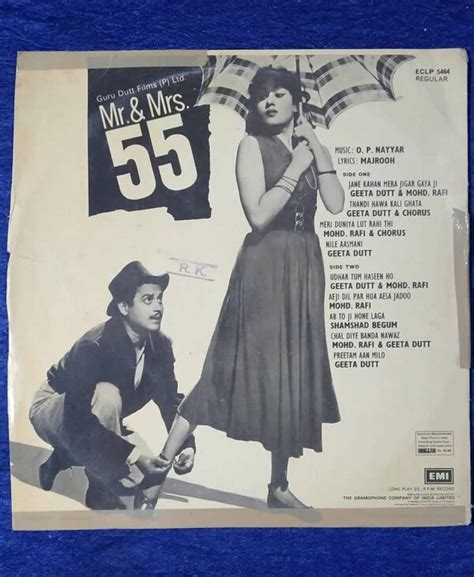 Guru Dutt Films (P) Ltd.
Mr. & Mrs.
55
ECLP 5464
REGULAR
MUSIC: O. P. NAYYAR
LYRICS: MAJROOH
SIDE ONE
JANE KAHAN MERA JIGAR GAYA JI
GEETA DUTT & MOHD. RAFI
THANDI HAWA KALI GHATA
GEETA DUTT & CHORUS
MERI DUNIYA LUT RAHI THI
MOHD. RAFI & CHORUS
NILE AASMANI
GEETA DUTT
SIDE TWO
UDHAR TUM HASEEN HO
GEETA DUTT & MOHD. RAFI
AEJI DIL PAR HUA AESA JADOO
MOHD. RAFI
AB TO JI HONE LAGA
SHAMSHAD BEGUM
CHAL DIYE BANDA NAWAZ
MOHD. RAFI & GEETA DUTT
PREETAM AAN MILO
GEETA DUTT
R. K.
EMI
LONG PLAY 33⅓ R.P.M. RECORD
THE GRAMOPHONE COMPANY OF INDIA LIMITED